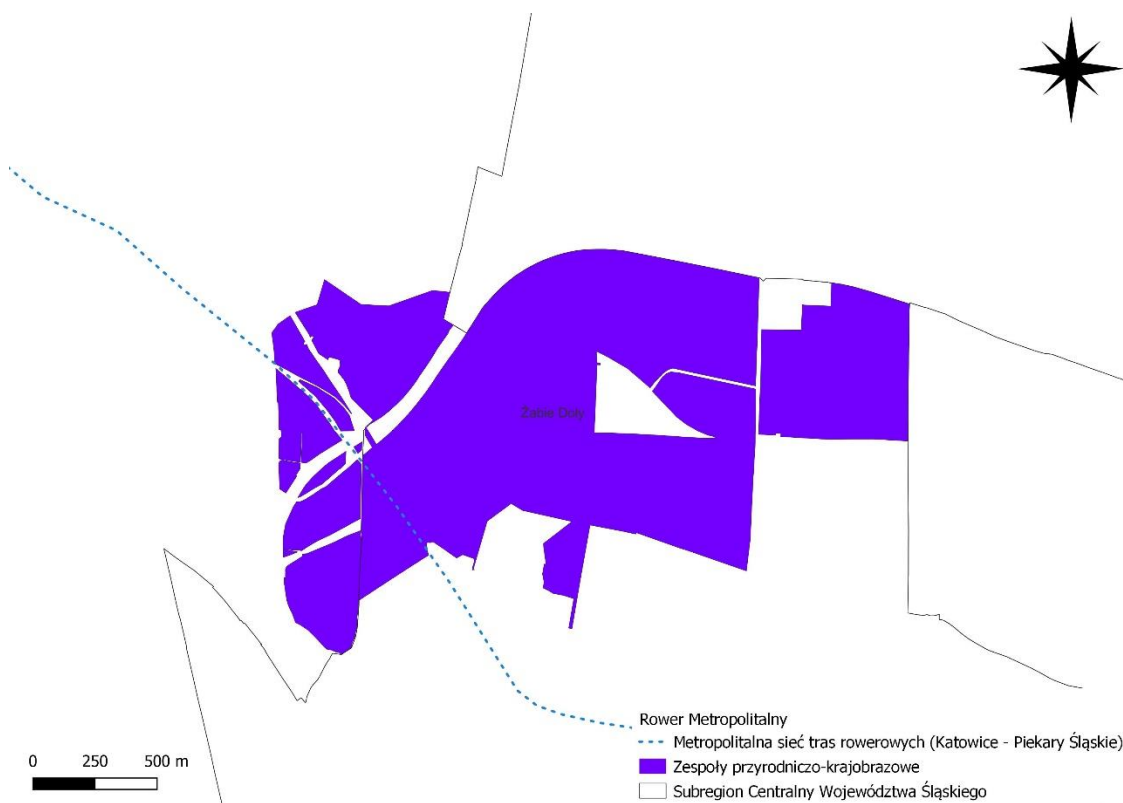 Żabie Doły
Rower Metropolitalny
Metropolitalna sieć tras rowerowych (Katowice - Piekary Śląskie)
Zespoły przyrodniczo-krajobrazowe
Subregion Centralny Województwa Śląskiego
0 250 500 m